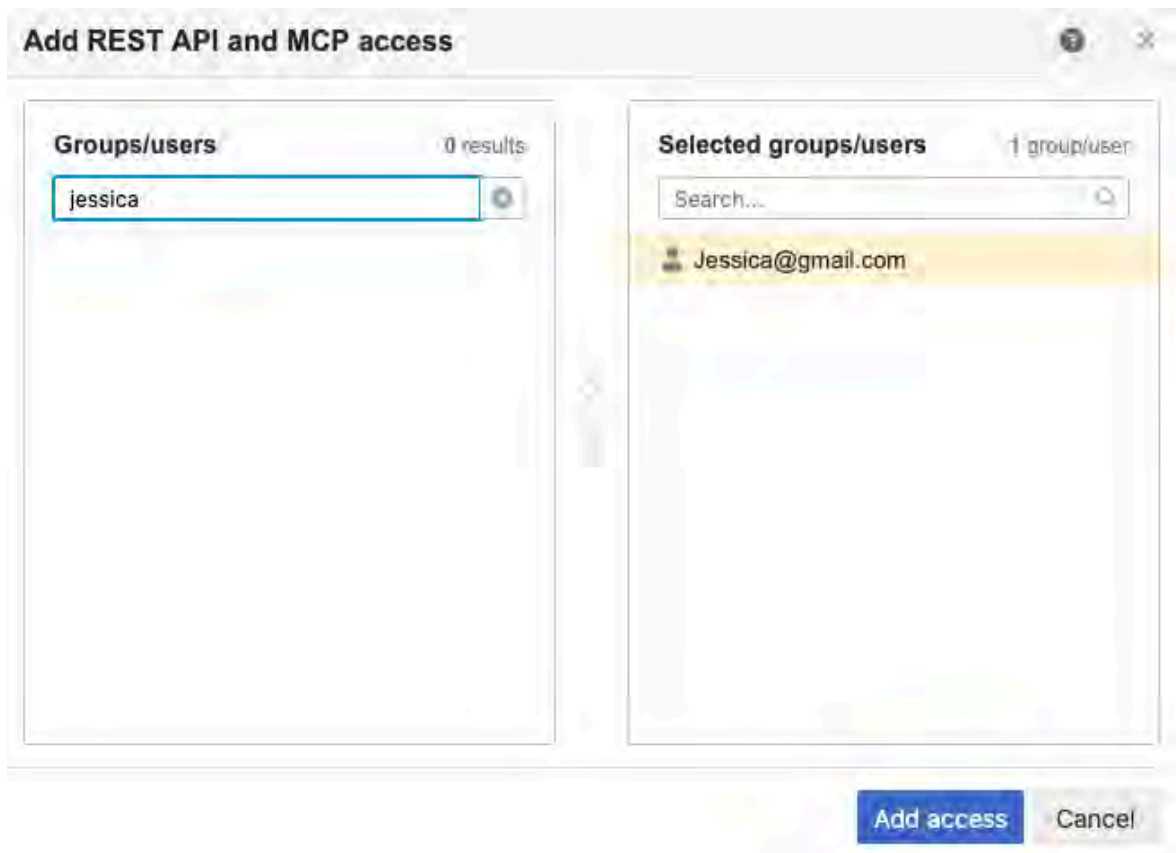 Add REST API and MCP access
Groups/users 0 results
jessica
Selected groups/users 1 group/user
Search...
Jessica@gmail.com
Add access Cancel